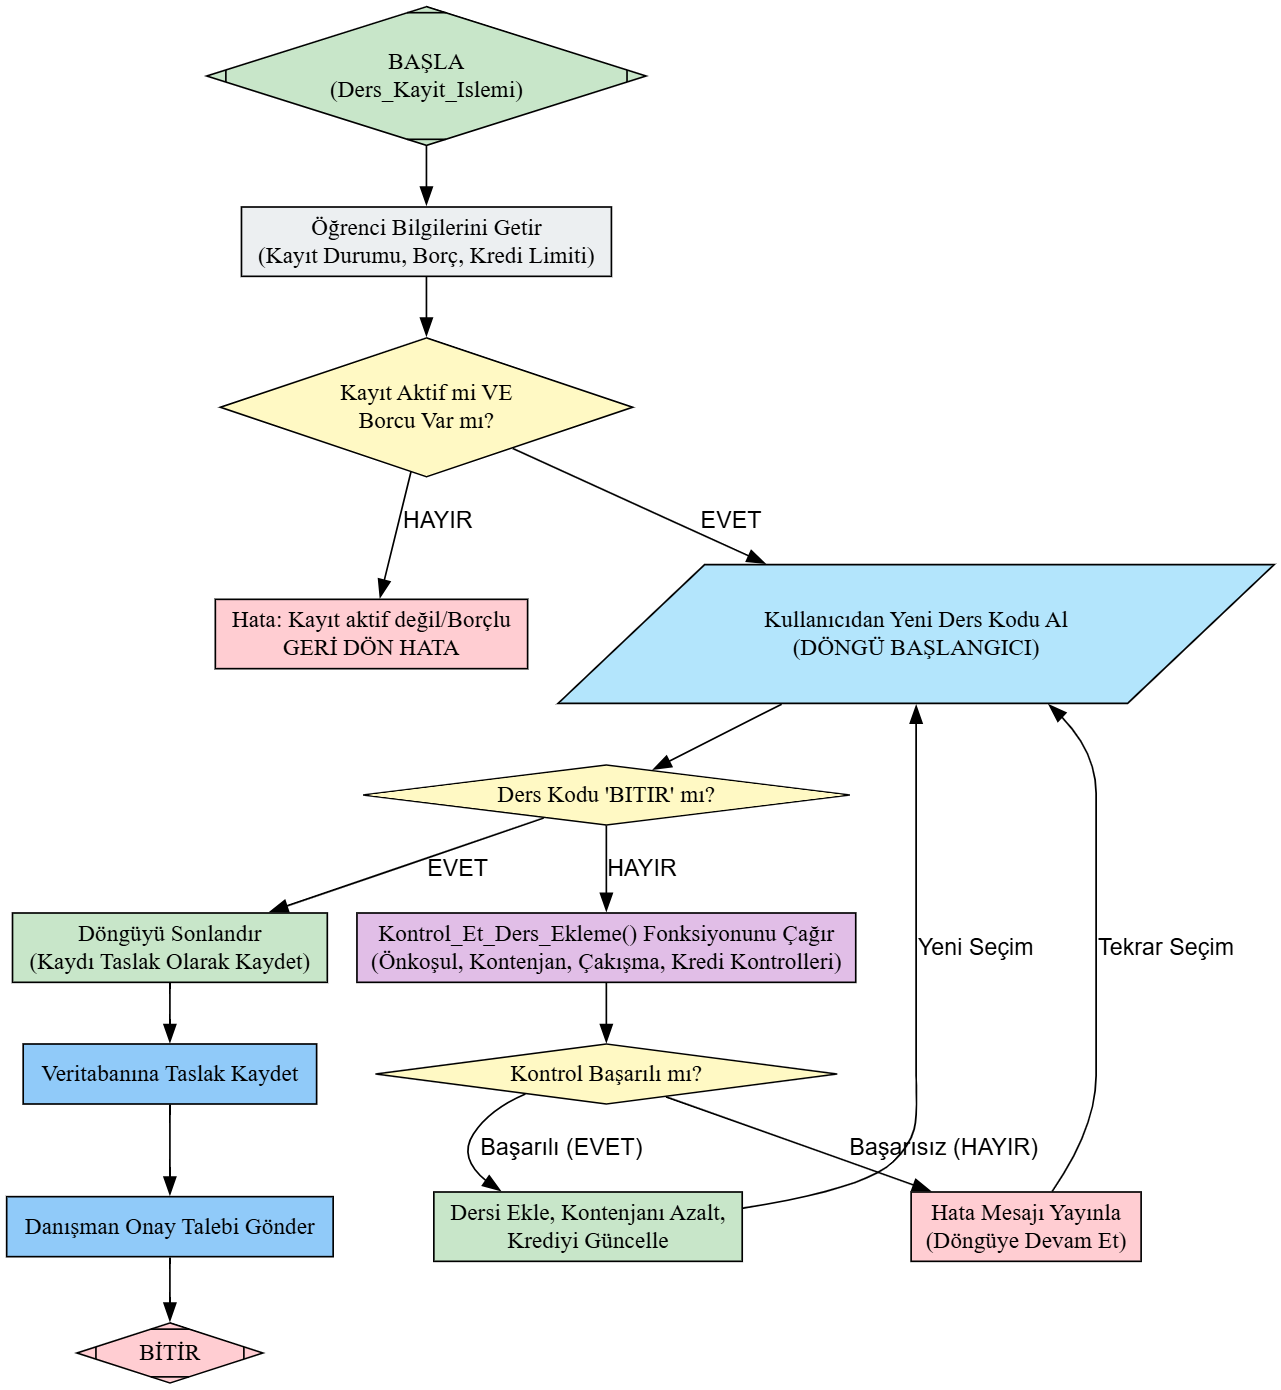 BAŞLA
(Ders_Kayit_Islemi)
Öğrenci Bilgilerini Getir
(Kayıt Durumu, Borç, Kredi Limiti)
Kayıt Aktif mi VE
Borcu Var mı?
HAYIR
EVET
Hata: Kayıt aktif değil/Borçlu
GERİ DÖN HATA
Kullanıcıdan Yeni Ders Kodu Al
(DÖNGÜ BAŞLANGICI)
Ders Kodu 'BITIR' mı?
EVET
HAYIR
Döngüyü Sonlandır
(Kaydı Taslak Olarak Kaydet)
Kontrol_Et_Ders_Ekleme() Fonksiyonunu Çağır
(Önkoşul, Kontenjan, Çakışma, Kredi Kontrolleri)
Yeni Seçim
Tekrar Seçim
Veritabanına Taslak Kaydet
Kontrol Başarılı mı?
Başarılı (EVET)
Başarısız (HAYIR)
Danışman Onay Talebi Gönder
Dersi Ekle, Kontenjanı Azalt,
Krediyi Güncelle
Hata Mesajı Yayınla
(Döngüye Devam Et)
BİTİR